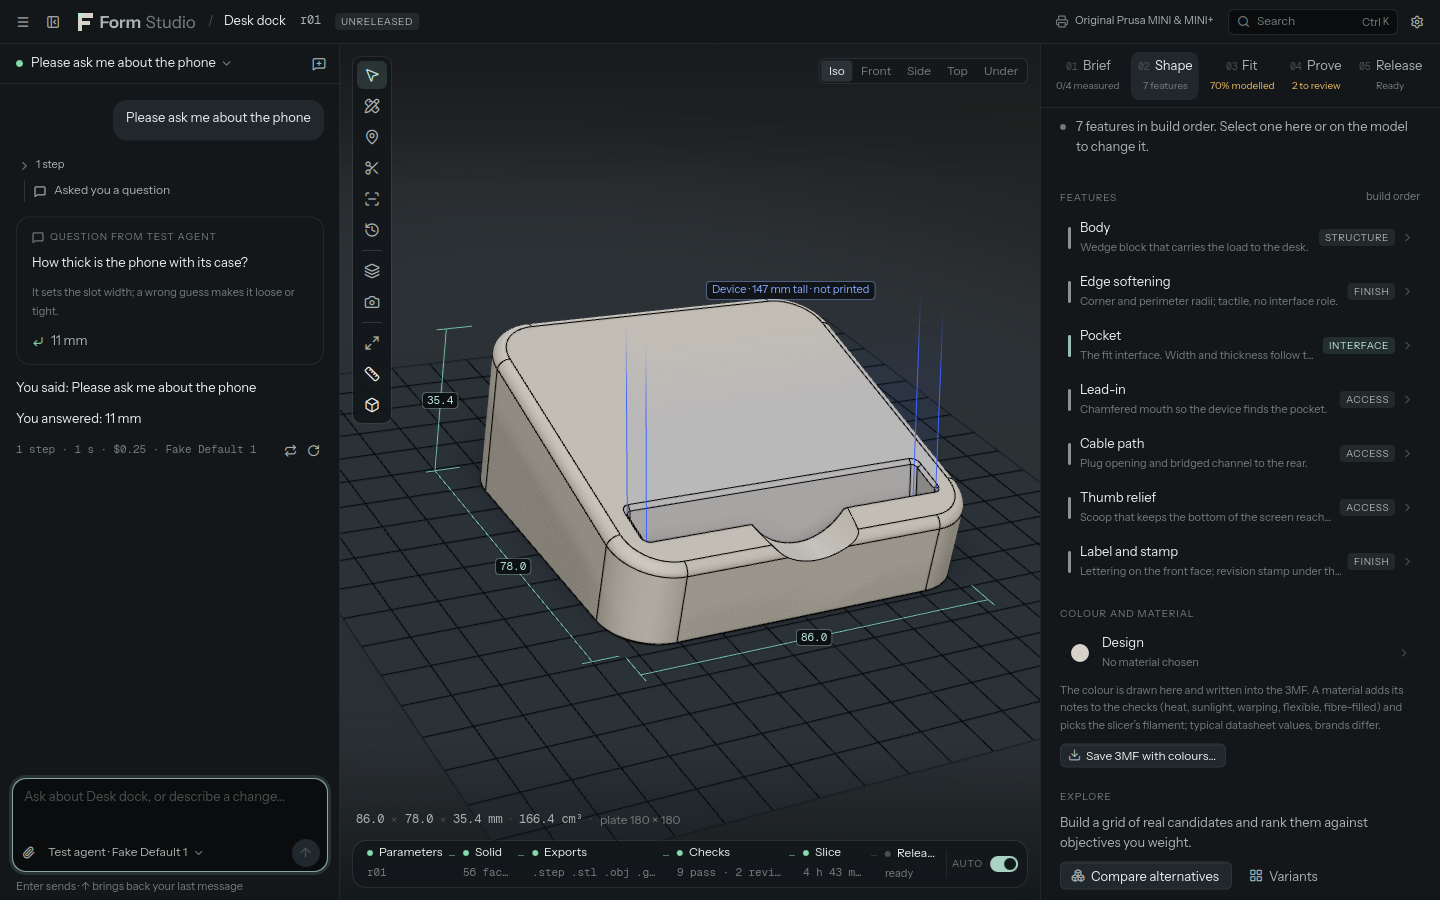 Form Studio / Desk dock r01 UNRELEASED
Original Prusa MINI & MINI+
Search Ctrl K
Please ask me about the phone
Please ask me about the phone
1 step
Asked you a question
QUESTION FROM TEST AGENT
How thick is the phone with its case?
It sets the slot width; a wrong guess makes it loose or
tight.
11 mm
You said: Please ask me about the phone
You answered: 11 mm
1 step · 1 s · $0.25 · Fake Default 1
Ask about Desk dock, or describe a change...
Test agent · Fake Default 1
Enter sends · ↑ brings back your last message
Iso Front Side Top Under
Device · 147 mm tall · not printed
35.4
78.0
86.0
86.0 × 78.0 × 35.4 mm · 166.4 cm³ · plate 180 × 180
Parameters
r01
Solid
56 fac…
Exports
.step .stl .obj .g…
Checks
9 pass · 2 revi…
Slice
4 h 43 m…
Relea…
ready
AUTO
01 Brief
0/4 measured
02 Shape
7 features
03 Fit
70% modelled
04 Prove
2 to review
05 Release
Ready
7 features in build order. Select one here or on the model
to change it.
FEATURES build order
Body
Wedge block that carries the load to the desk.
STRUCTURE
Edge softening
Corner and perimeter radii; tactile, no interface role.
FINISH
Pocket
The fit interface. Width and thickness follow t…
INTERFACE
Lead-in
Chamfered mouth so the device finds the pocket.
ACCESS
Cable path
Plug opening and bridged channel to the rear.
ACCESS
Thumb relief
Scoop that keeps the bottom of the screen reach…
ACCESS
Label and stamp
Lettering on the front face; revision stamp under th…
FINISH
COLOUR AND MATERIAL
Design
No material chosen
The colour is drawn here and written into the 3MF. A material adds its
notes to the checks (heat, sunlight, warping, flexible, fibre-filled) and
picks the slicer's filament; typical datasheet values, brands differ.
Save 3MF with colours…
EXPLORE
Build a grid of real candidates and rank them against
objectives you weight.
Compare alternatives
Variants